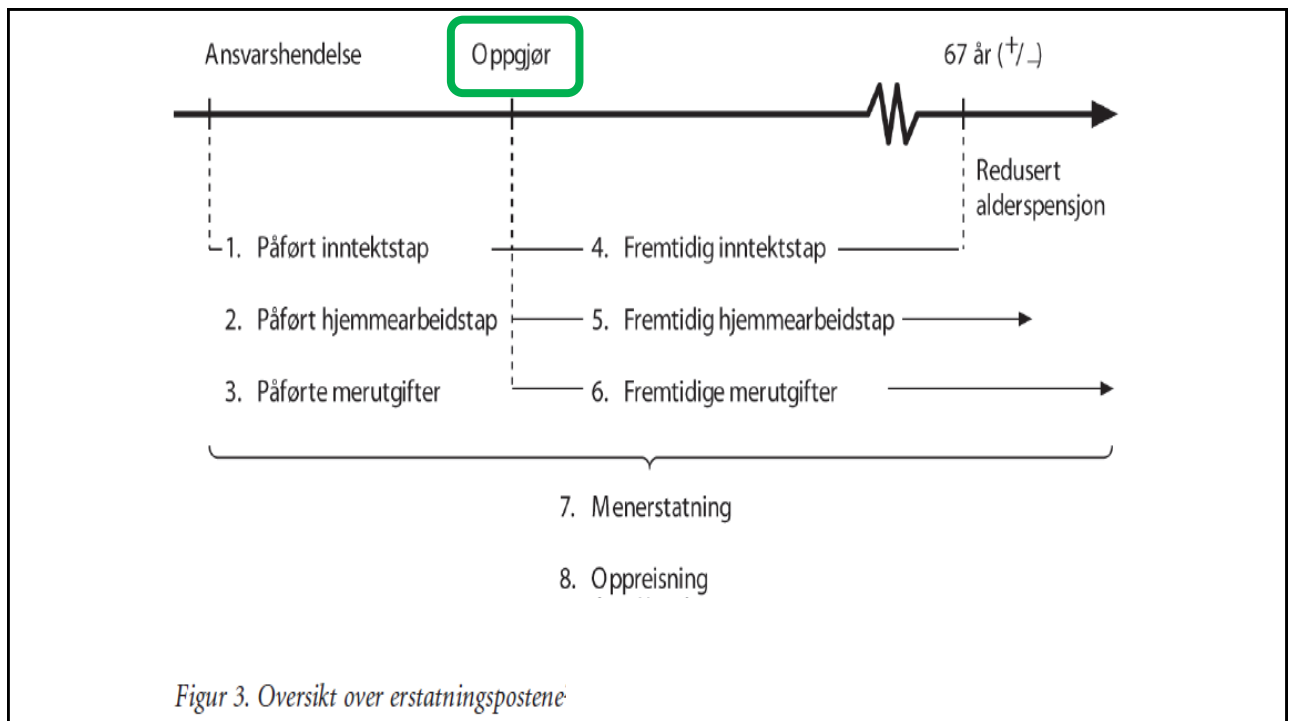 Ansvarshendelse Oppgjør 67 år (+/–)
Redusert
alderspensjon
1. Påført inntektstap 4. Fremtidig inntektstap
2. Påført hjemmearbeidstap 5. Fremtidig hjemmearbeidstap
3. Påførte merutgifter 6. Fremtidige merutgifter
7. Menerstatning
8. Oppreisning
Figur 3. Oversikt over erstatningspostene